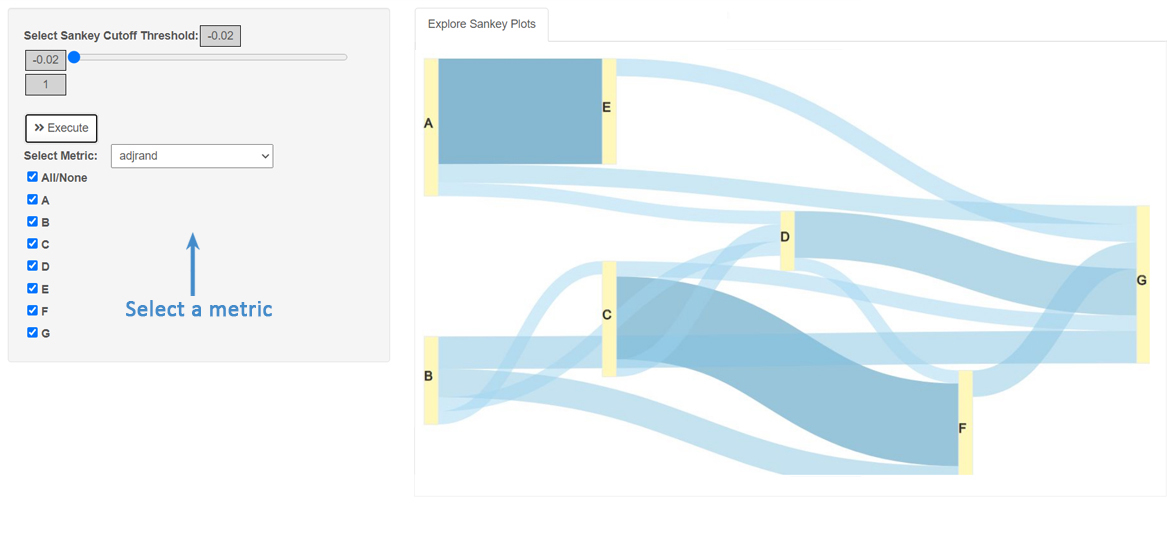 Select Sankey Cutoff Threshold: -0.02
-0.02
1
Execute
Select Metric: adjrand
All/None
A
B
C
D
E
F
G
Select a metric
Explore Sankey Plots
A
E
D
G
C
B
F